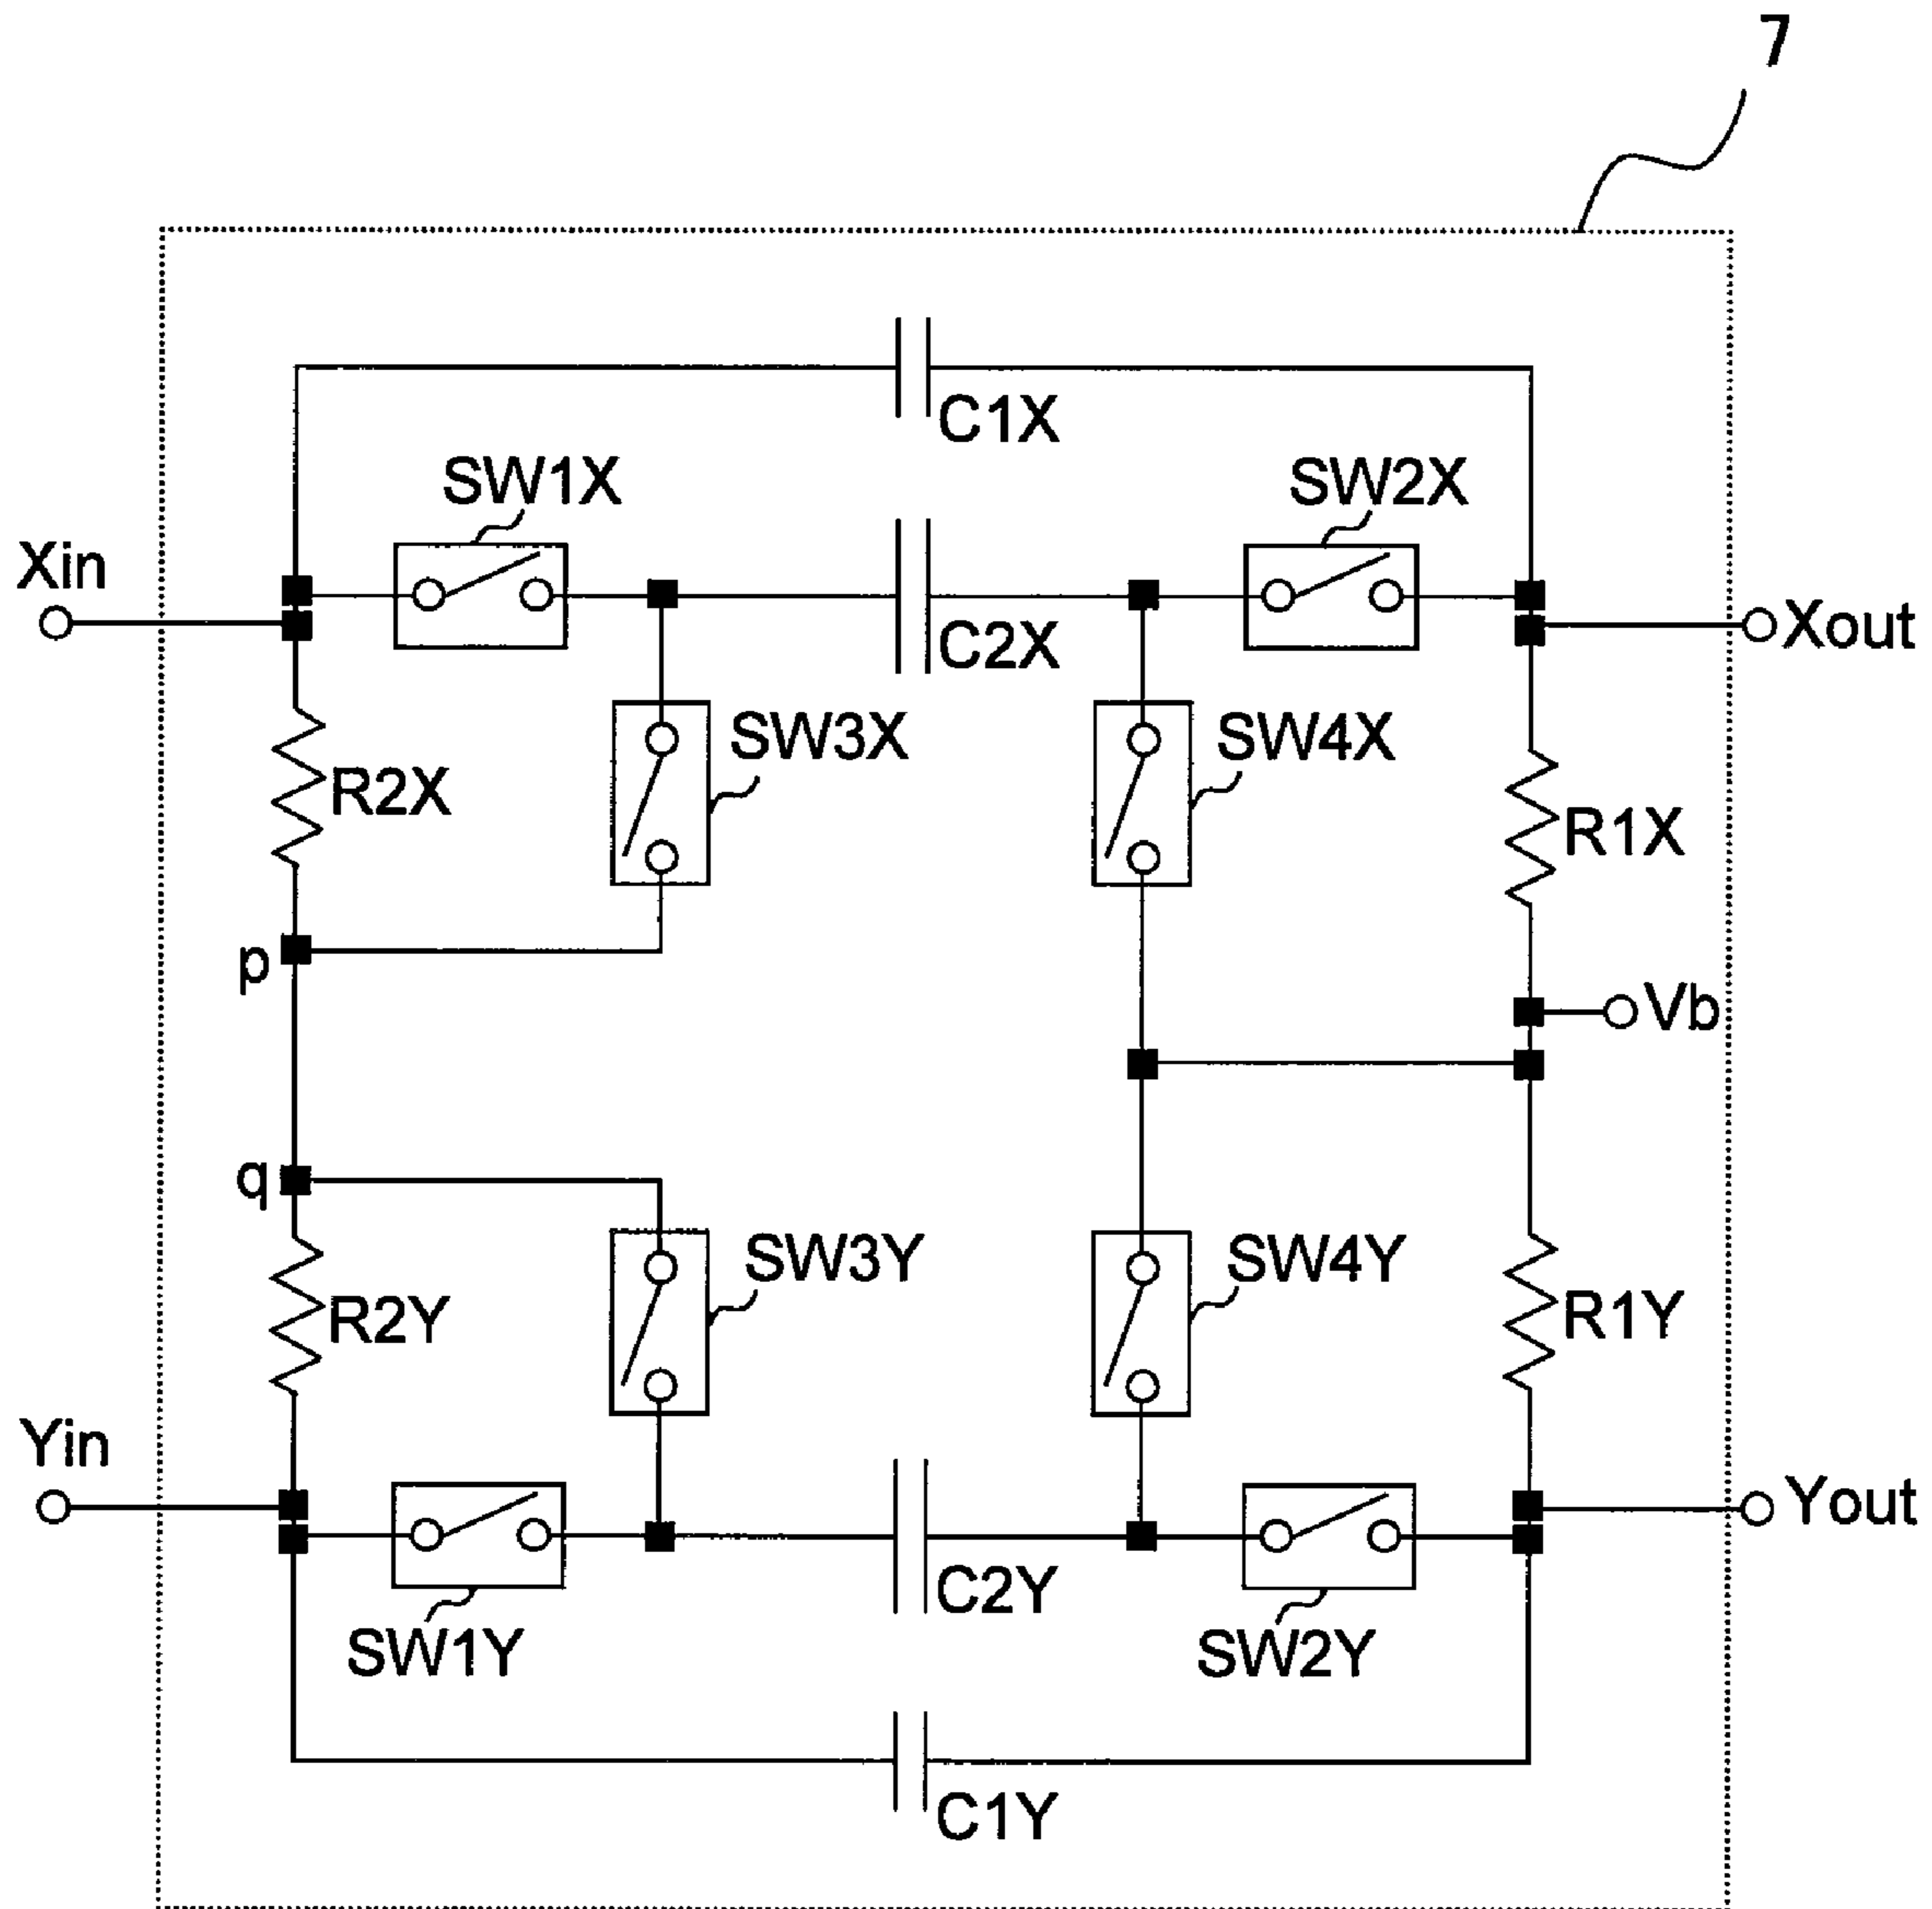 7
C1X
SW1X
SW2X
Xin
C2X
Xout
SW3X
SW4X
R2X
R1X
p
Vb
q
SW3Y
SW4Y
R2Y
R1Y
Yin
Yout
C2Y
SW1Y
SW2Y
C1Y